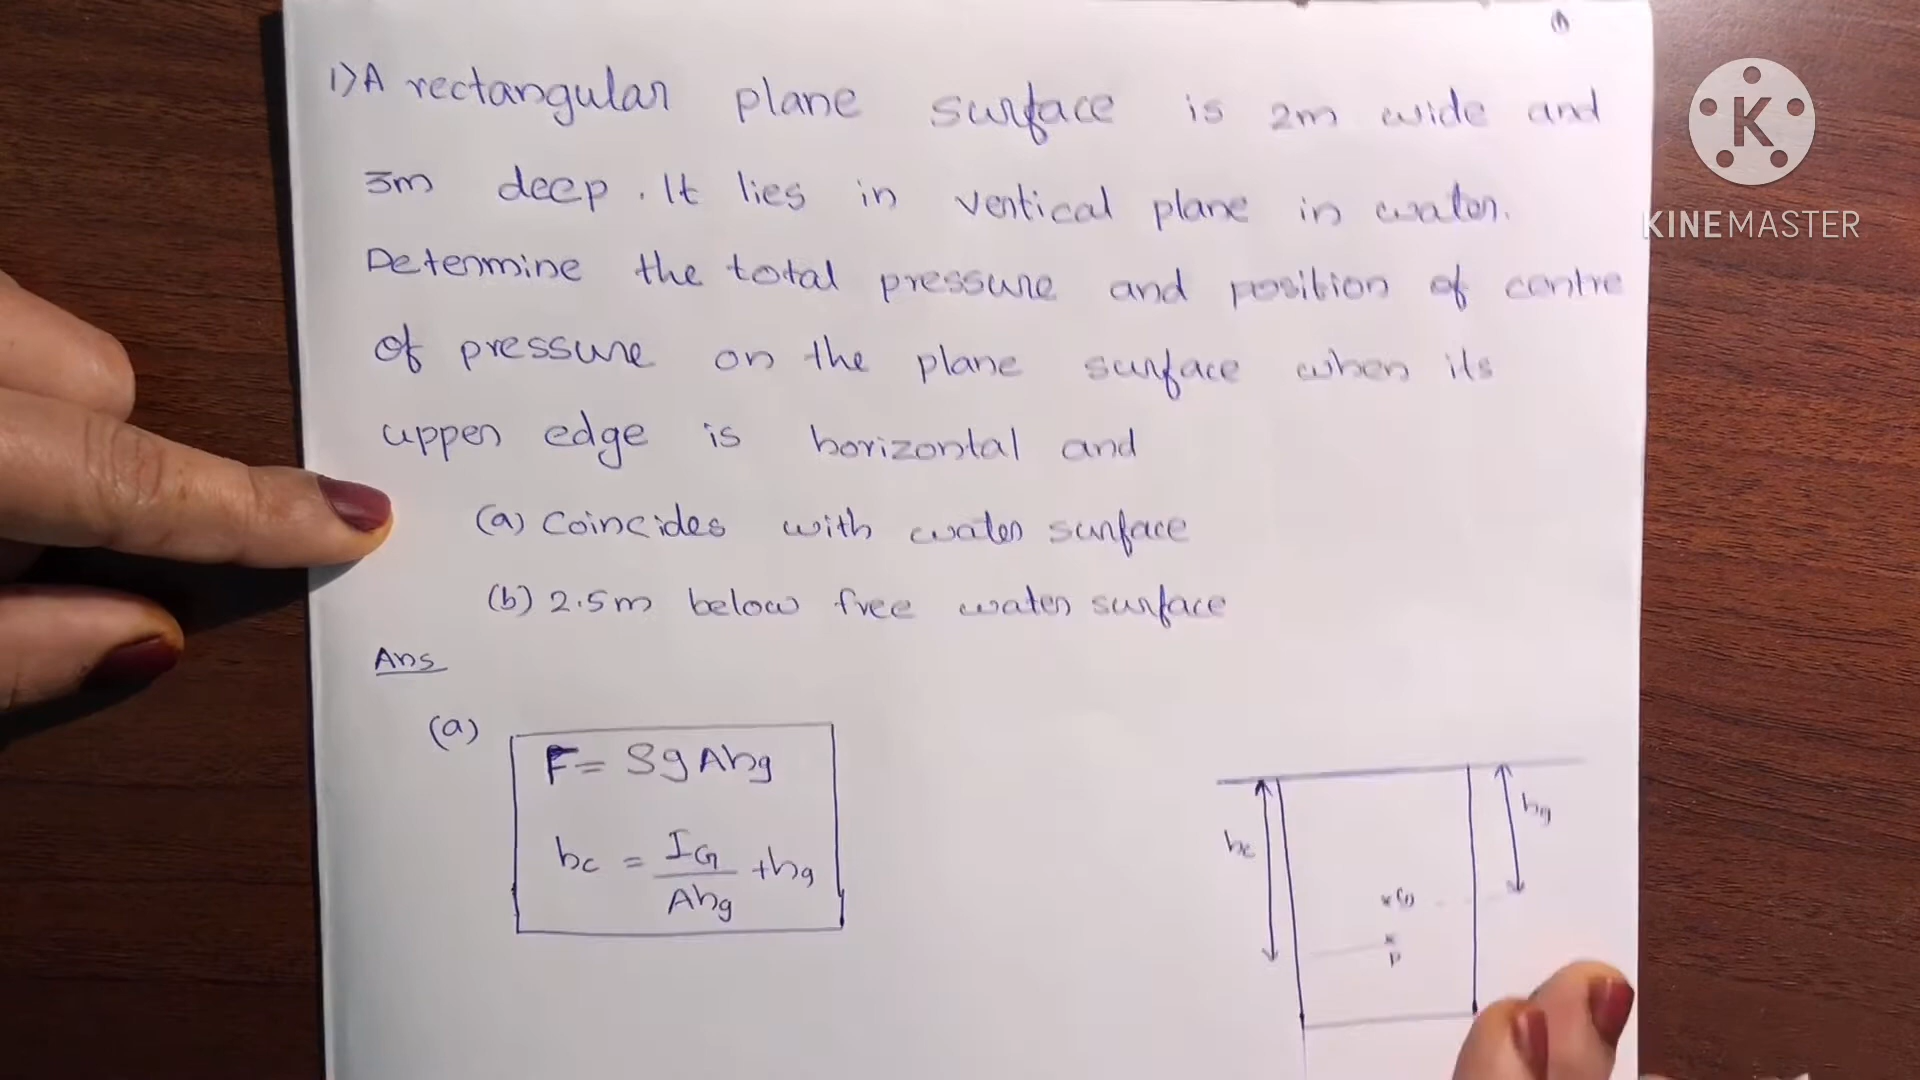 1
1) A rectangular plane surface is 2m wide and
3m deep. It lies in vertical plane in water.
Determine the total pressure and position of centre
of pressure on the plane surface when its
upper edge is horizontal and
(a) Coincides with water surface
(b) 2.5m below free water surface
Ans
(a)
F = ρgAhg
hc = IG/Ahg + hg
hc
hg
G
P
K
KINEMASTER